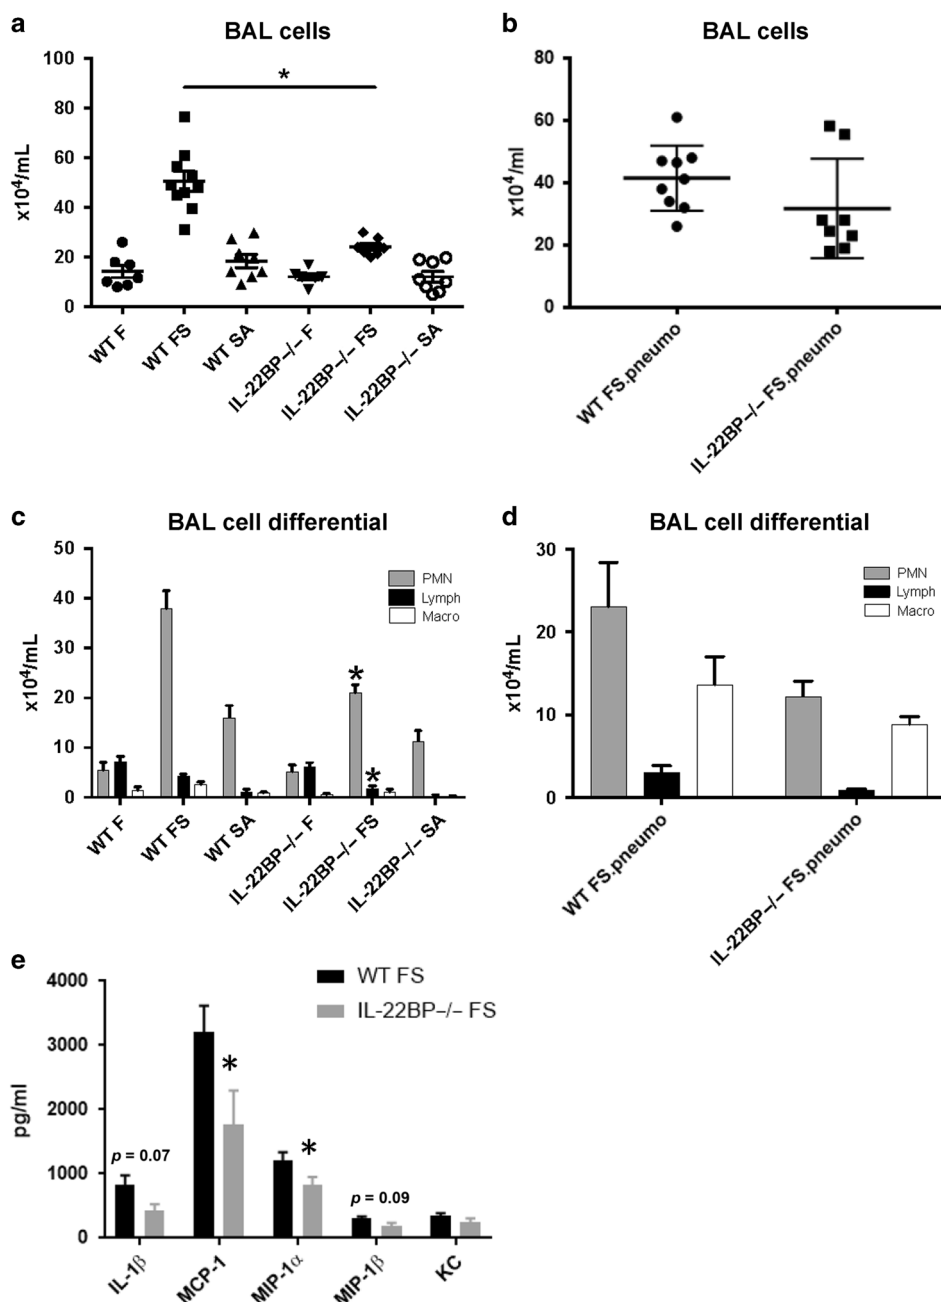 a
BAL cells
100
80
60
40
20
0
x10⁴/mL
*
WT F
WT FS
WT SA
IL-22BP–/– F
IL-22BP–/– FS
IL-22BP–/– SA
b
BAL cells
80
60
40
20
0
x10⁴/ml
WT FS.pneumo
IL-22BP–/– FS.pneumo
c
BAL cell differential
50
40
30
20
10
0
x10⁴/mL
PMN
Lymph
Macro
*
*
WT F
WT FS
WT SA
IL-22BP–/– F
IL-22BP–/– FS
IL-22BP–/– SA
d
BAL cell differential
30
20
10
0
x10⁴/mL
PMN
Lymph
Macro
WT FS.pneumo
IL-22BP–/– FS.pneumo
e
WT FS
IL-22BP–/– FS
4000
3000
2000
1000
0
pg/ml
p = 0.07
*
*
p = 0.09
IL-1β
MCP-1
MIP-1α
MIP-1β
KC